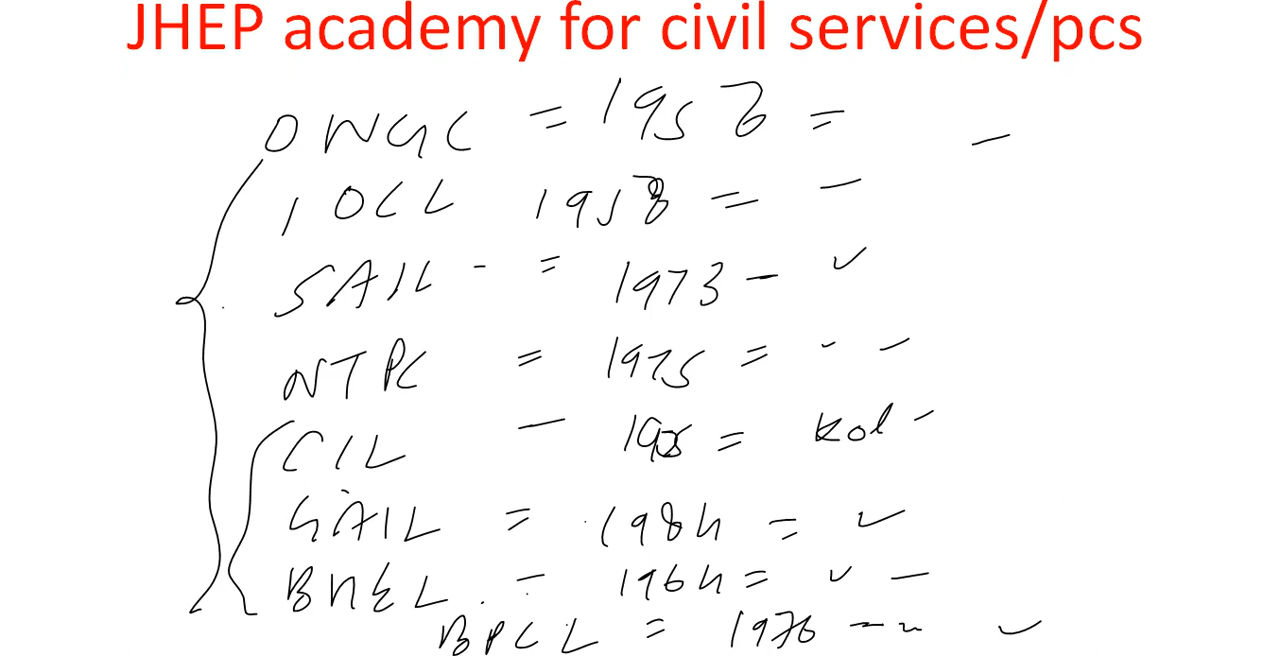 JHEP academy for civil services/pcs
ONGC = 1956 =
IOCL 1958 =
SAIL - = 1973 -
NTPC = 1975 =
CIL - = Kol
GAIL = 1984 =
BHEL - 1964 =
BPCL = 1976